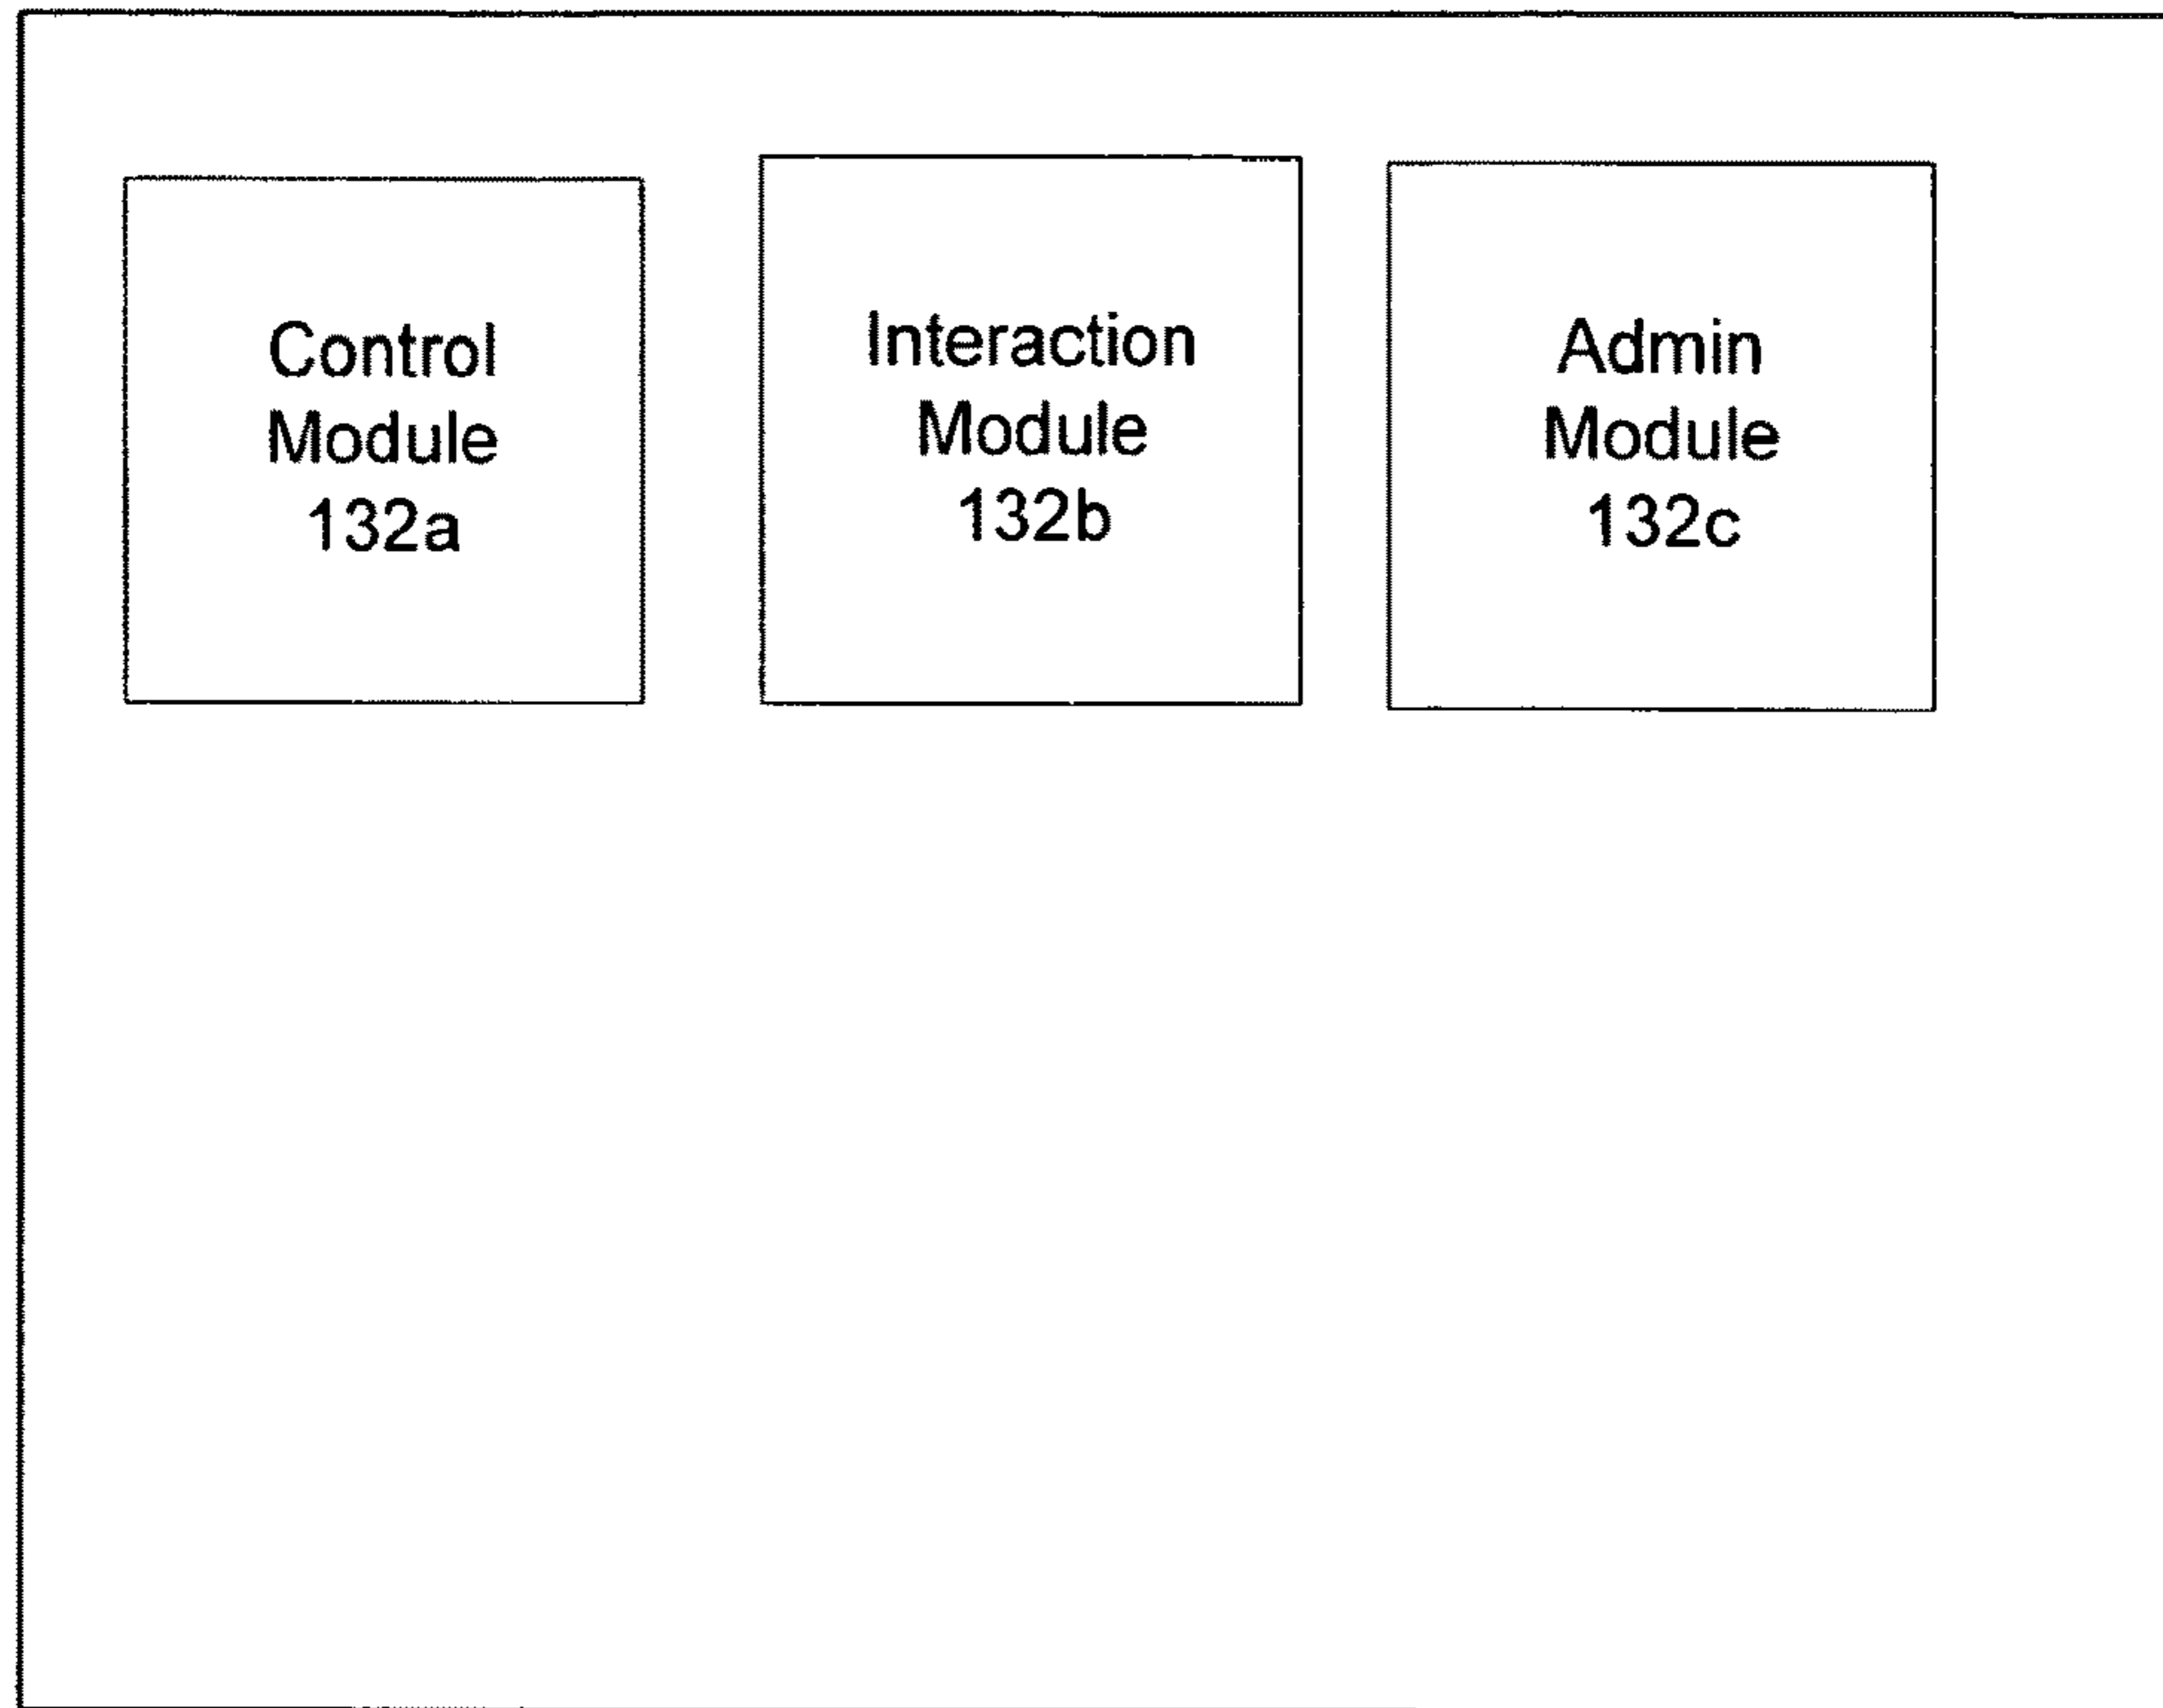 Control
Module
132a
Interaction
Module
132b
Admin
Module
132c